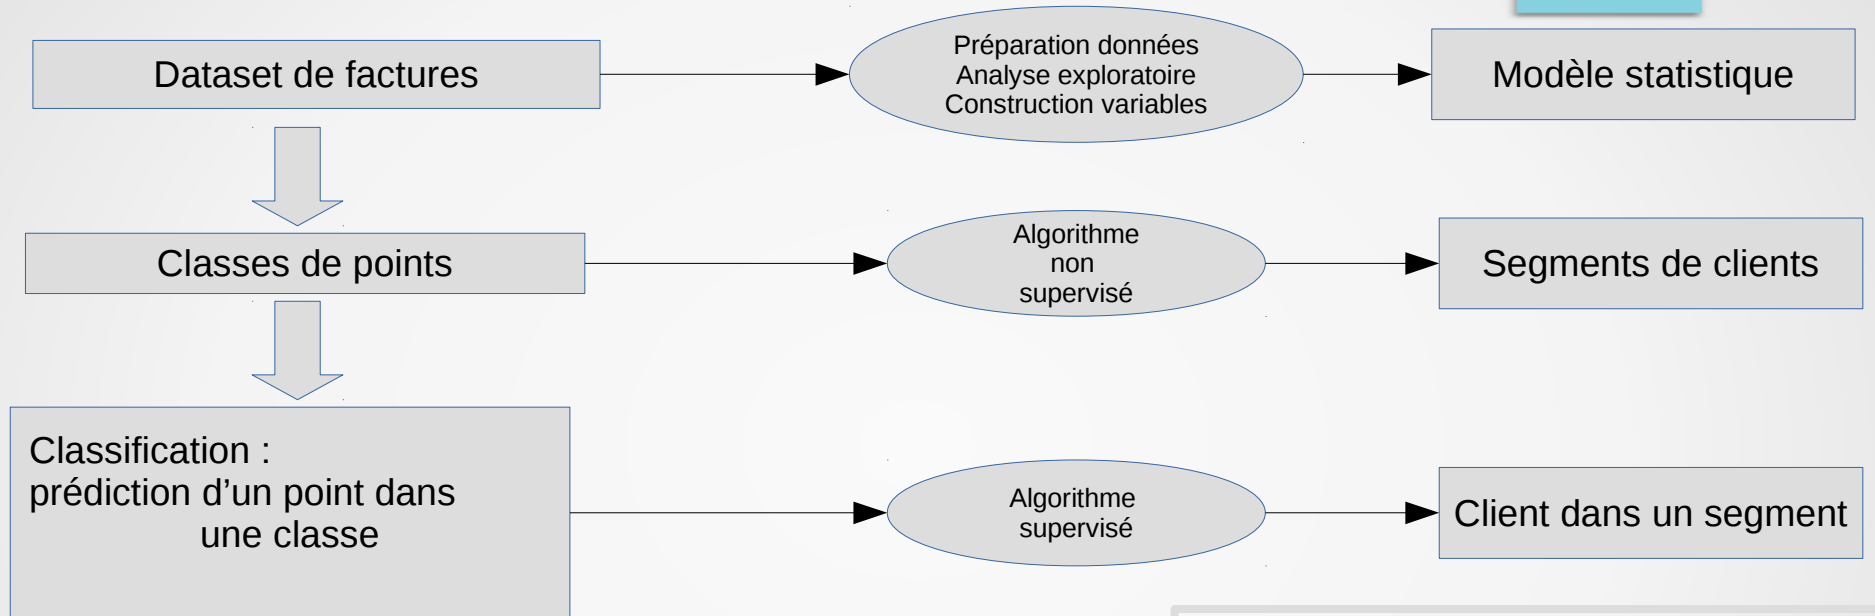 Dataset de factures
Préparation données
Analyse exploratoire
Construction variables
Modèle statistique
Classes de points
Algorithme
non
supervisé
Segments de clients
Classification :
prédiction d’un point dans
une classe
Algorithme
supervisé
Client dans un segment